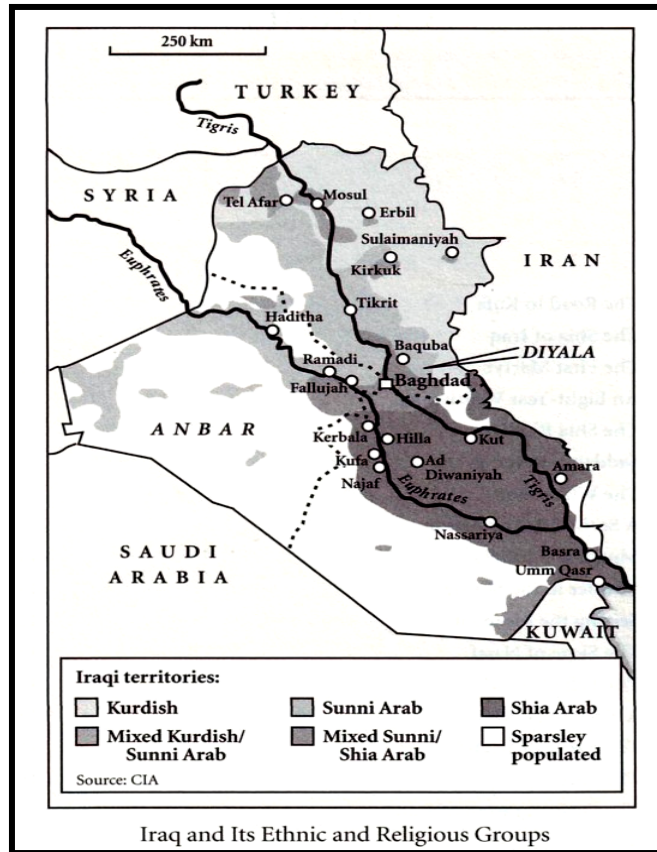 250 km
TURKEY
Tigris
SYRIA
Tel Afar
Mosul
Erbil
Sulaimaniyah
Kirkuk
IRAN
Euphrates
Tikrit
Haditha
Baquba
DIYALA
Ramadi
Fallujah
Baghdad
ANBAR
Kerbala
Hilla
Kut
Kufa
Ad
Diwaniyah
Najaf
Amara
Euphrates
Tigris
Nassariya
SAUDI
ARABIA
Basra
Umm Qasr
KUWAIT
Iraqi territories:
Kurdish
Sunni Arab
Shia Arab
Mixed Kurdish/
Sunni Arab
Mixed Sunni/
Shia Arab
Sparsley
populated
Source: CIA
Iraq and Its Ethnic and Religious Groups